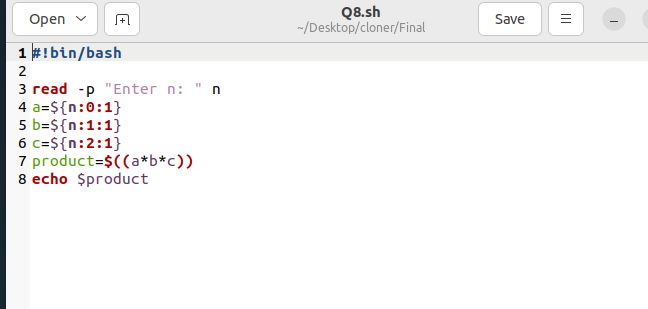 Open Q8.sh Save
~/Desktop/cloner/Final
1 #!bin/bash
2
3 read -p "Enter n: " n
4 a=${n:0:1}
5 b=${n:1:1}
6 c=${n:2:1}
7 product=$((a*b*c))
8 echo $product